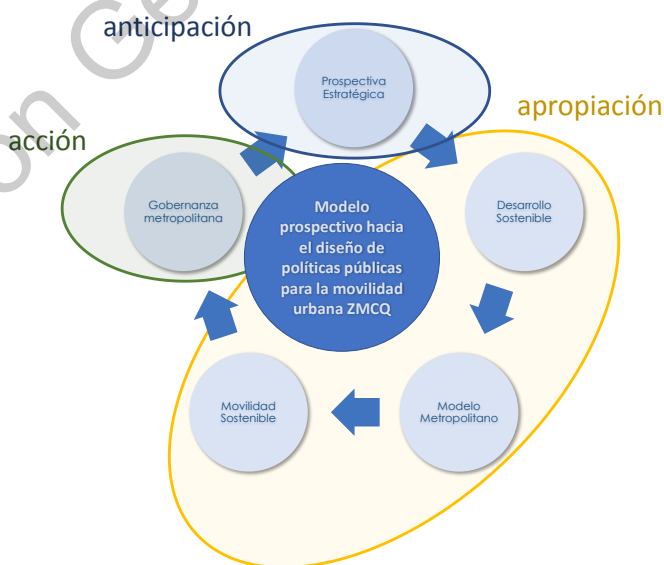 anticipación
Prospectiva
Estratégica
apropiación
acción
Gobernanza
metropolitana
Desarrollo
Sostenible
Modelo
prospectivo hacia
el diseño de
políticas públicas
para la movilidad
urbana ZMCQ
Movilidad
Sostenible
Modelo
Metropolitano